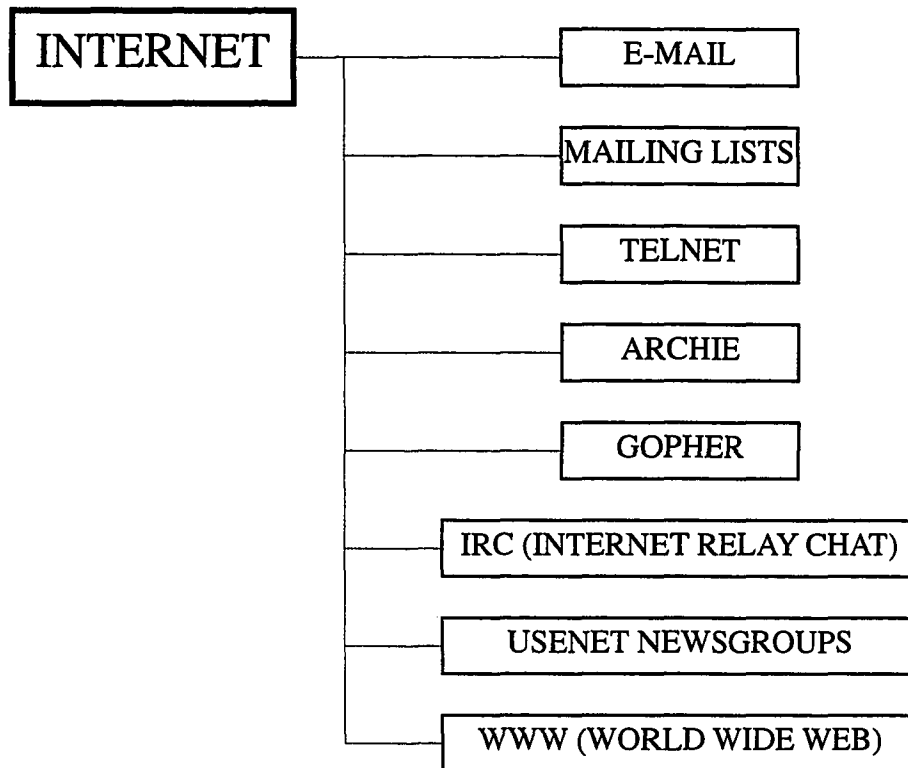 INTERNET
E-MAIL
MAILING LISTS
TELNET
ARCHIE
GOPHER
IRC (INTERNET RELAY CHAT)
USENET NEWSGROUPS
WWW (WORLD WIDE WEB)